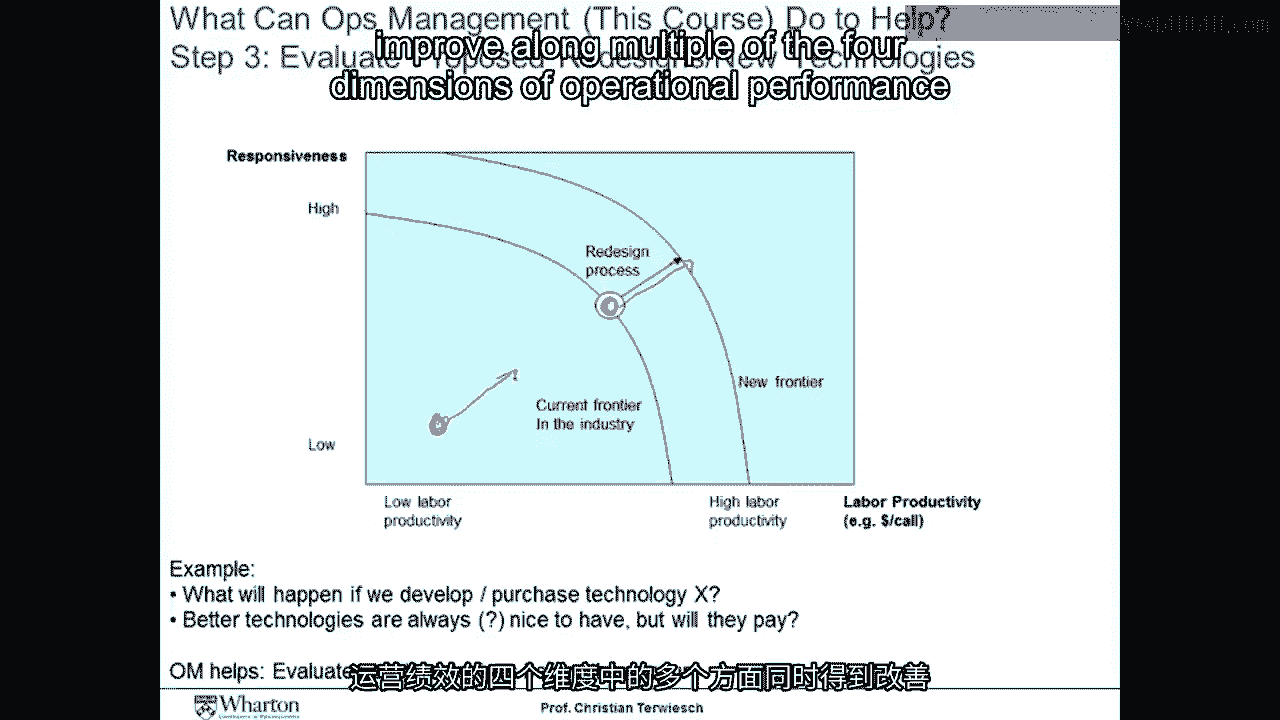 What Can Ops Management (This Course) Do to Help?
improve along multiple of the four
Step 3: Evaluate Proposed Redesigns/New Technologies
dimensions of operational performance
Responsiveness
High
Redesign
process
New frontier
Current frontier
In the industry
Low
Low labor
productivity
High labor
productivity
Labor Productivity
(e.g. $/call)
Example:
• What will happen if we develop / purchase technology X?
• Better technologies are always (?) nice to have, but will they pay?
OM helps: Evaluate
运营绩效的四个维度中的多个方面同时得到改善
Wharton
Prof. Christian Terwiesch